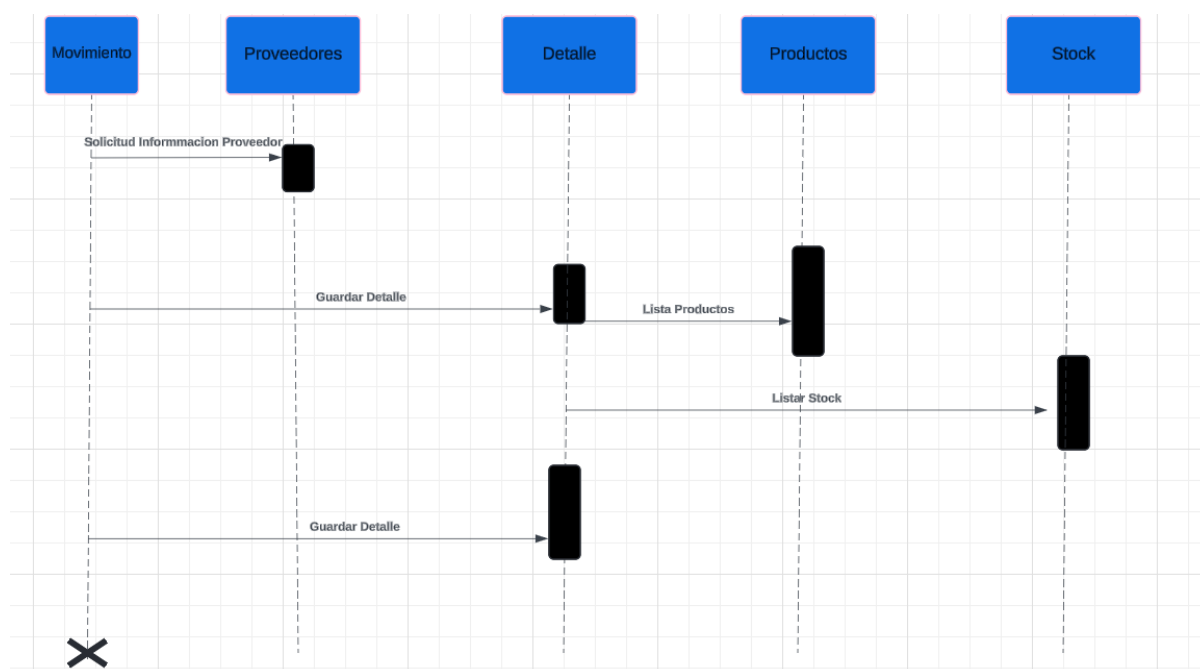 Movimiento
Proveedores
Detalle
Productos
Stock
Solicitud Informmacion Proveedor
Guardar Detalle
Lista Productos
Listar Stock
Guardar Detalle